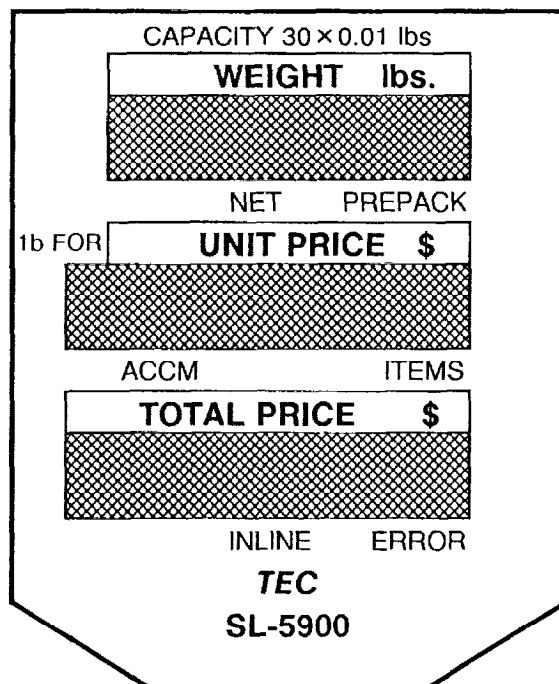 CAPACITY 30×0.01 lbs
WEIGHT lbs.
NET PREPACK
1b FOR UNIT PRICE $
ACCM ITEMS
TOTAL PRICE $
INLINE ERROR
TEC
SL-5900